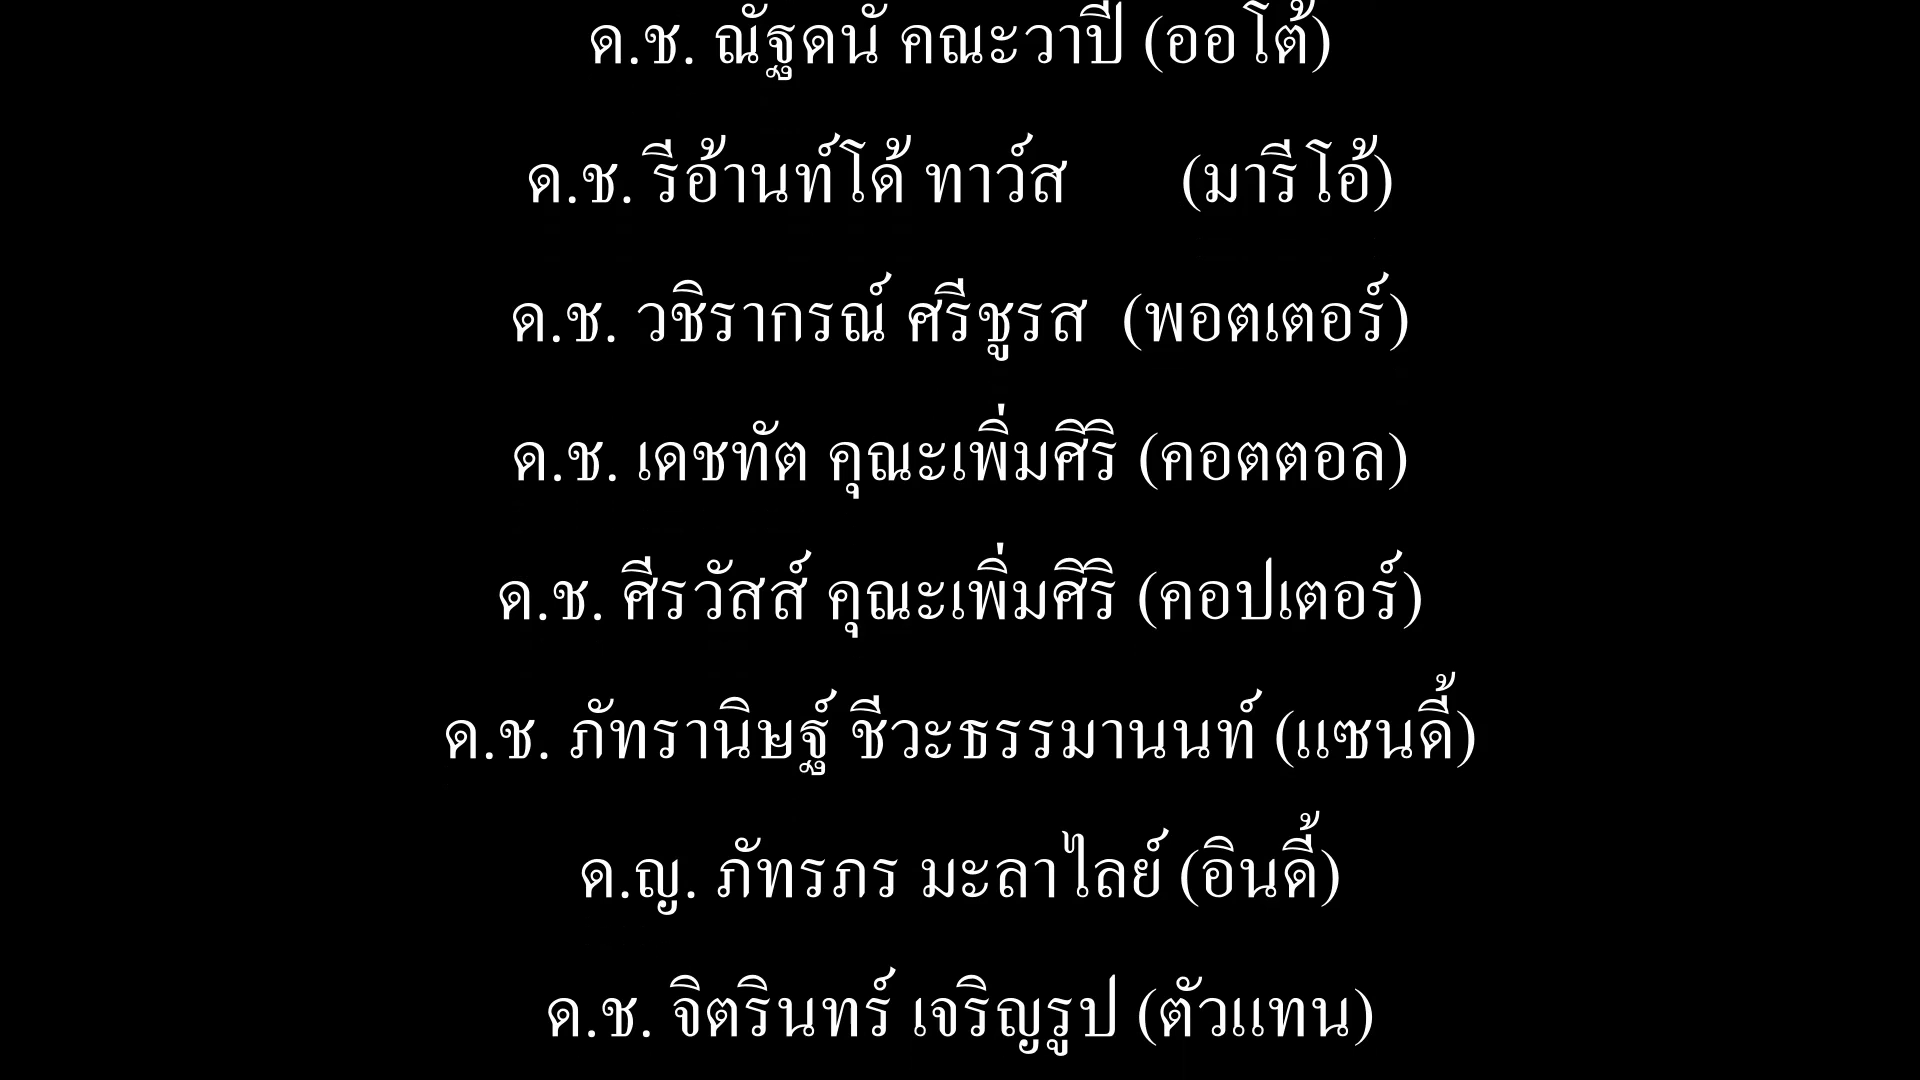 ด.ช. ณัฐดนั คณะวาปี (ออโต้)
ด.ช. รีอ้านท์โด้ ทาว์ส (มารีโอ้)
ด.ช. วชิรากรณ์ ศรีชูรส (พอตเตอร์)
ด.ช. เดชทัต คุณะเพิ่มศิริ (คอตตอล)
ด.ช. ศีรวัสส์ คุณะเพิ่มศิริ (คอปเตอร์)
ด.ช. ภัทรานิษฐ์ ชีวะธรรมานนท์ (แซนดี้)
ด.ญ. ภัทรภร มะลาไลย์ (อินดี้)
ด.ช. จิตรินทร์ เจริญรูป (ตัวแทน)